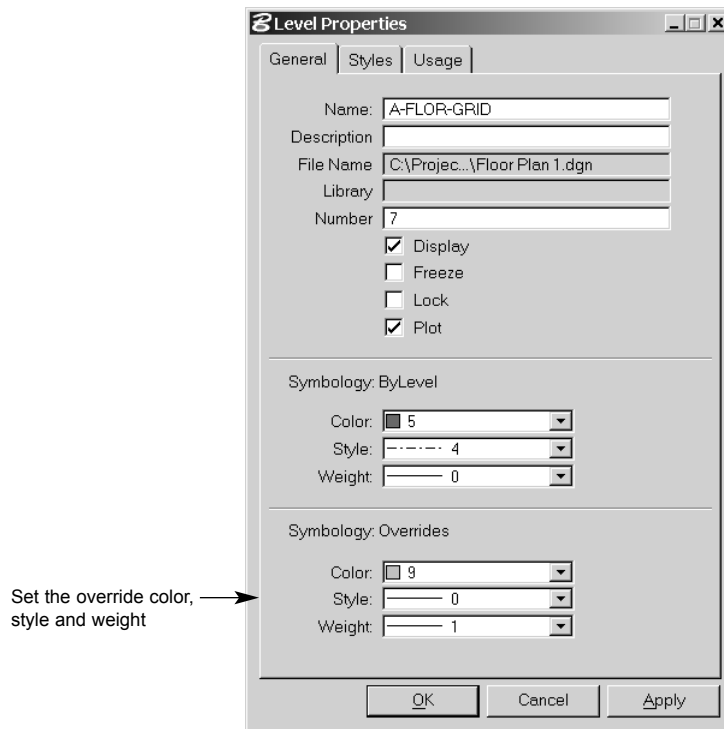 Level Properties
General Styles Usage
Name: A-FLOR-GRID
Description
File Name C:\Projec...\Floor Plan 1.dgn
Library
Number 7
Display
Freeze
Lock
Plot
Symbology: ByLevel
Color: 5
Style: 4
Weight: 0
Symbology: Overrides
Color: 9
Set the override color,
Style: 0
style and weight
Weight: 1
OK Cancel Apply